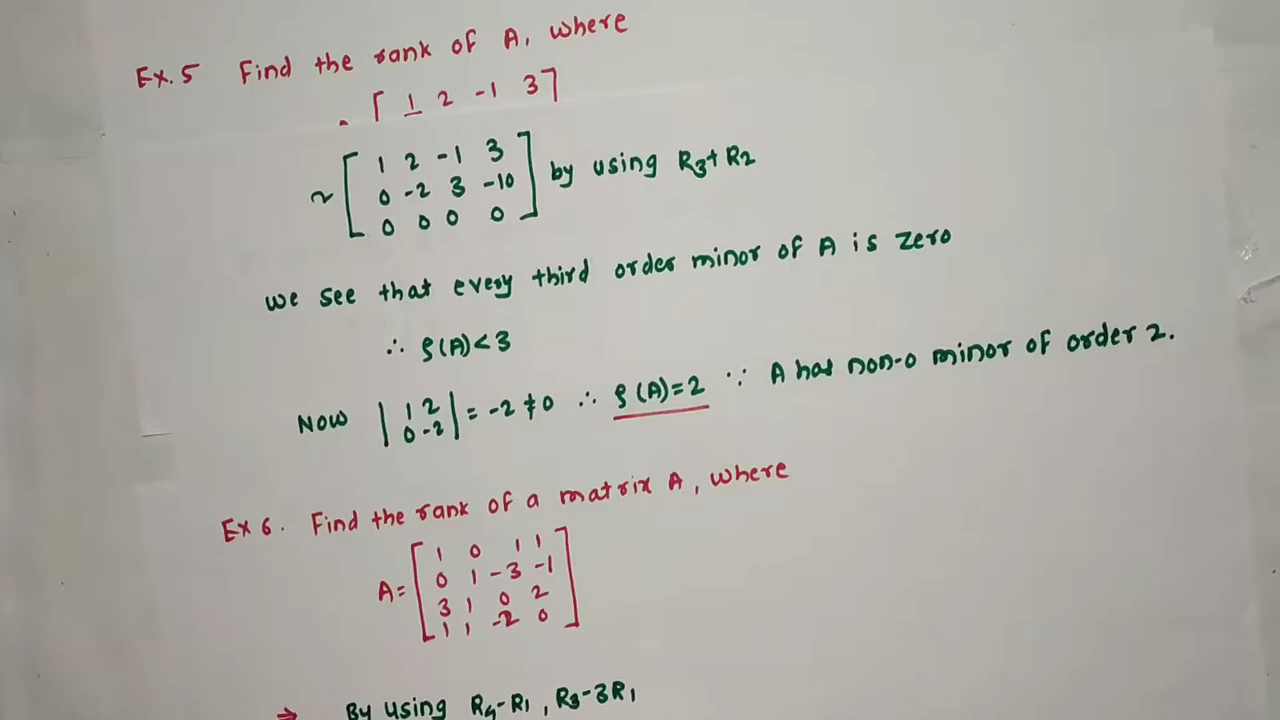 Ex.5 Find the rank of A, where
[ 1 2 -1 3 ]
~ [ 1 2 -1 3
0 -2 3 -10
0 0 0 0 ] by using R3+R2
we see that every third order minor of A is zero
∴ ρ(A)<3
Now | 1 2
0 -2 | = -2 ≠ 0 ∴ ρ(A)=2 ∵ A has non-0 minor of order 2.
Ex 6. Find the rank of a matrix A, where
A= [ 1 0 1 1
0 1 -3 -1
3 1 0 2
1 1 -2 0 ]
⇒ By using R4-R1, R3-3R1